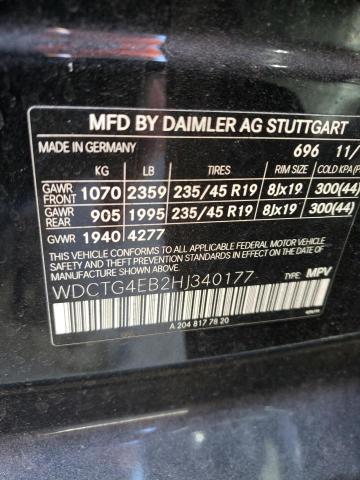 MFD BY DAIMLER AG STUTTGART
MADE IN GERMANY 696 11/
KG LB TIRES RIM SIZE COLD KPA(P
GAWR FRONT 1070 2359 235/45 R19 8Jx19 300(44)
GAWR REAR 905 1995 235/45 R19 8Jx19 300(44)
GVWR 1940 4277
THIS VEHICLE CONFORMS TO ALL APPLICABLE FEDERAL MOTOR
VEHICLE SAFETY STANDARDS IN EFFECT ON THE DATE OF
MANUFACTURE SHOWN ABOVE.
WDCTG4EB2HJ340177 TYPE: MPV
A 204 817 78 20